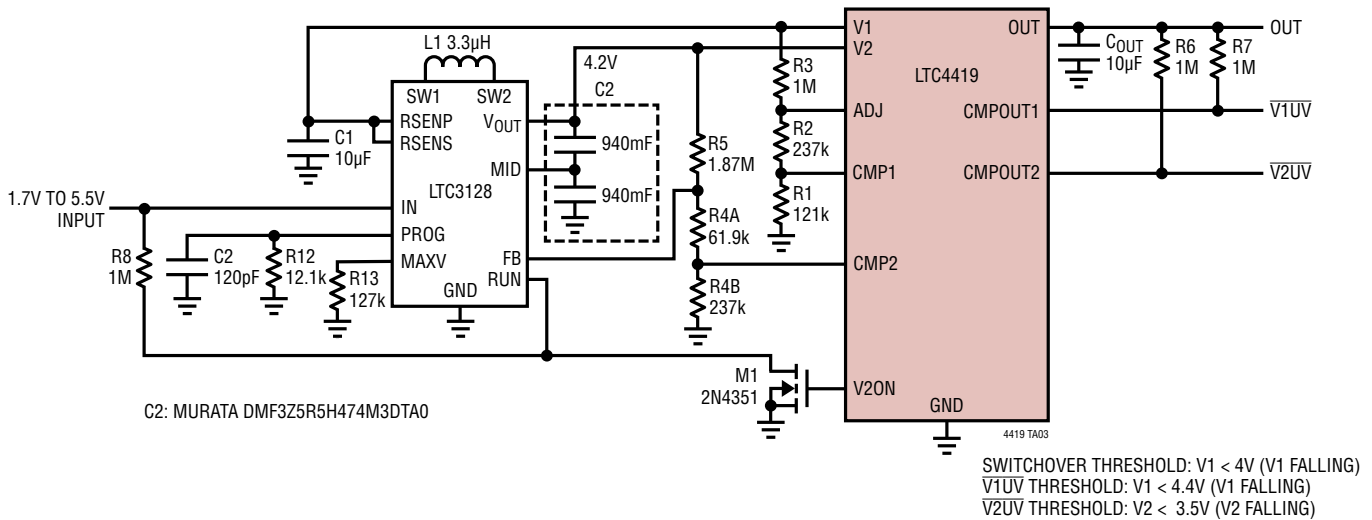 L1 3.3µH
4.2V
C2
SW1
SW2
RSENP
RSENS
VOUT
MID
LTC3128
IN
PROG
MAXV
FB
RUN
GND
940mF
940mF
C1
10µF
1.7V TO 5.5V
INPUT
R8
1M
C2
120pF
R12
12.1k
R13
127k
R5
1.87M
R4A
61.9k
R4B
237k
R3
1M
R2
237k
R1
121k
M1
2N4351
V1
V2
ADJ
CMP1
CMP2
V2ON
LTC4419
OUT
CMPOUT1
CMPOUT2
GND
COUT
10µF
R6
1M
R7
1M
OUT
V1UV
V2UV
C2: MURATA DMF3Z5R5H474M3DTA0
4419 TA03
SWITCHOVER THRESHOLD: V1 < 4V (V1 FALLING)
V1UV THRESHOLD: V1 < 4.4V (V1 FALLING)
V2UV THRESHOLD: V2 < 3.5V (V2 FALLING)